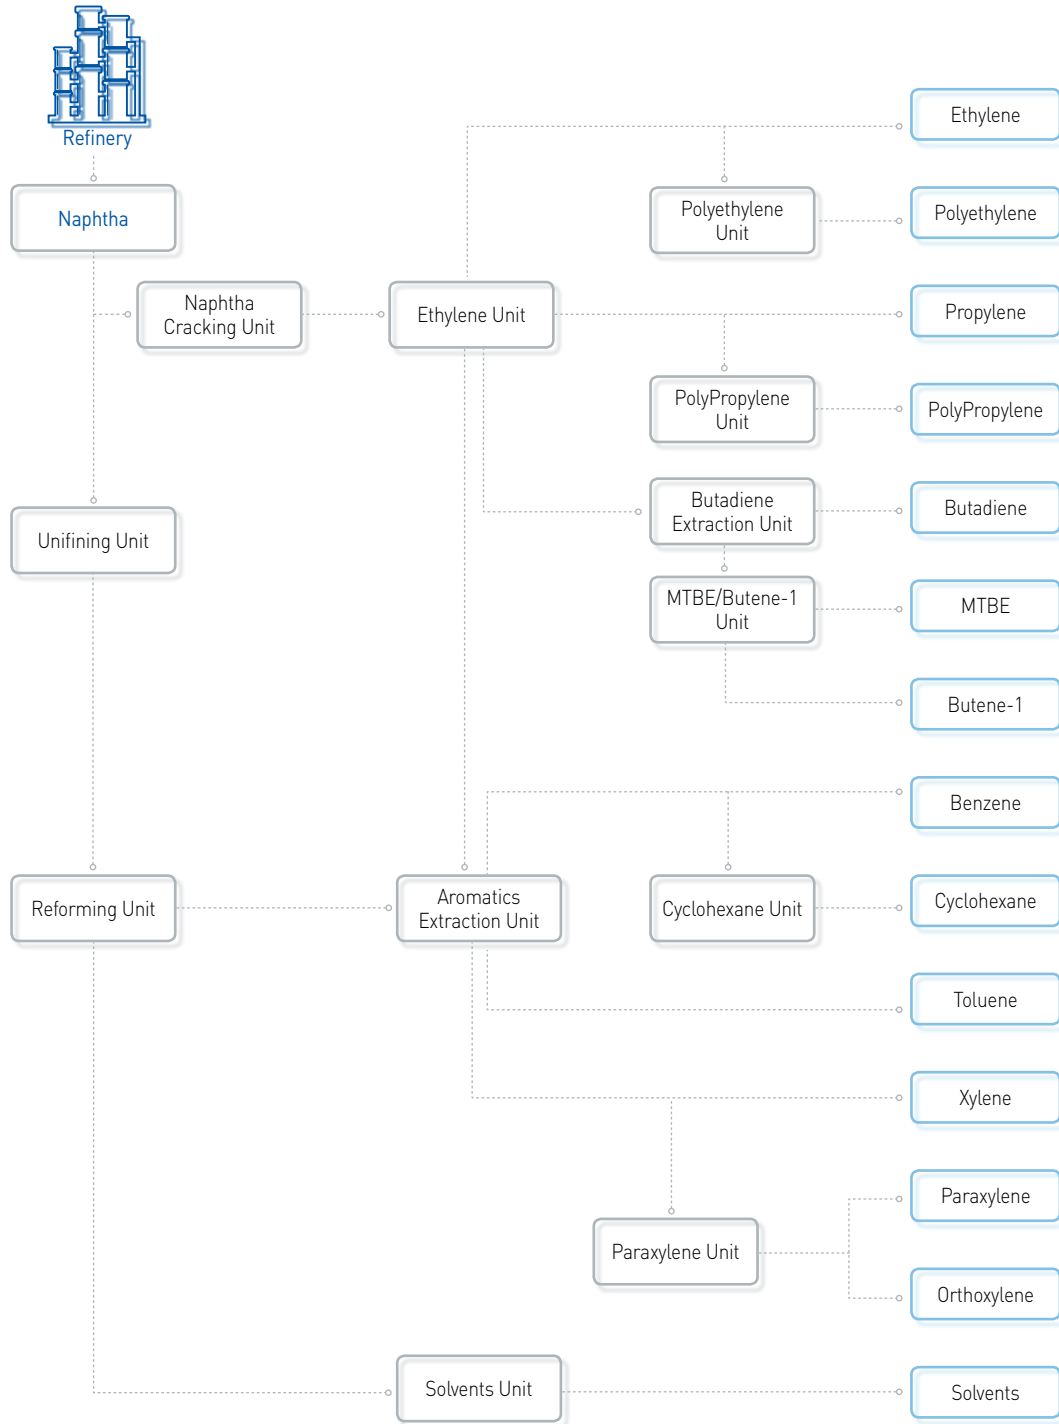 Refinery
Naphtha
Ethylene
Polyethylene
Unit
Polyethylene
Naphtha
Cracking Unit
Ethylene Unit
Propylene
PolyPropylene
Unit
PolyPropylene
Unifining Unit
Butadiene
Extraction Unit
Butadiene
MTBE/Butene-1
Unit
MTBE
Butene-1
Benzene
Reforming Unit
Aromatics
Extraction Unit
Cyclohexane Unit
Cyclohexane
Toluene
Xylene
Paraxylene
Paraxylene Unit
Orthoxylene
Solvents Unit
Solvents